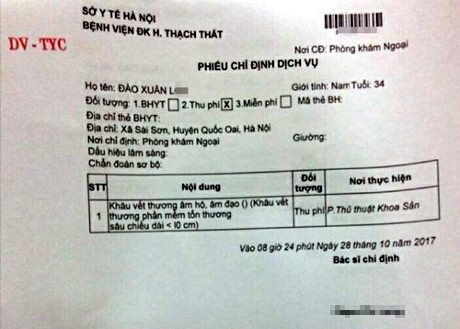 SỞ Y TẾ HÀ NỘI
BỆNH VIỆN ĐK H. THẠCH THẤT
DV - TYC
Nơi CĐ: Phòng khám Ngoại
PHIẾU CHỈ ĐỊNH DỊCH VỤ
Họ tên: ĐÀO XUÂN L
Giới tính: Nam Tuổi: 34
Đối tượng: 1.BHYT 2.Thu phí X 3.Miễn phí Mã thẻ BH:
Địa chỉ thẻ BHYT:
Địa chỉ: Xã Sài Sơn, Huyện Quốc Oai, Hà Nội
Nơi chỉ định: Phòng khám Ngoại Giường:
Dấu hiệu lâm sàng:
Chẩn đoán sơ bộ:
STT Nội dung Đối tượng Nơi thực hiện
1 Khâu vết thương âm hộ, âm đạo () (Khâu vết
thương phần mềm tổn thương
sâu chiều dài < l0 cm)
Thu phí P.Thủ thuật Khoa Sản
Vào 08 giờ 24 phút Ngày 28 tháng 10 năm 2017
Bác sĩ chỉ định